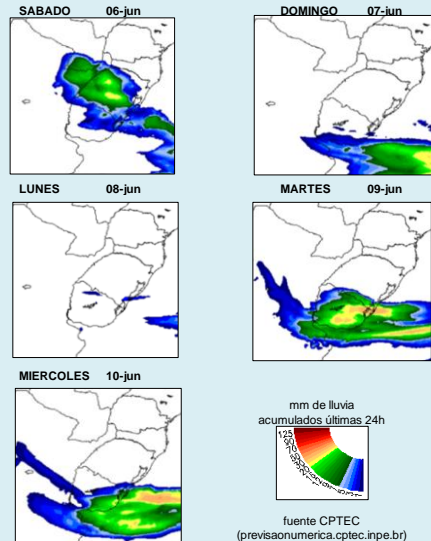 SABADO 06-jun
DOMINGO 07-jun
LUNES 08-jun
MARTES 09-jun
MIERCOLES 10-jun
mm de lluvia
acumulados últimas 24h
125
fuente CPTEC
(previsaonumerica.cptec.inpe.br)